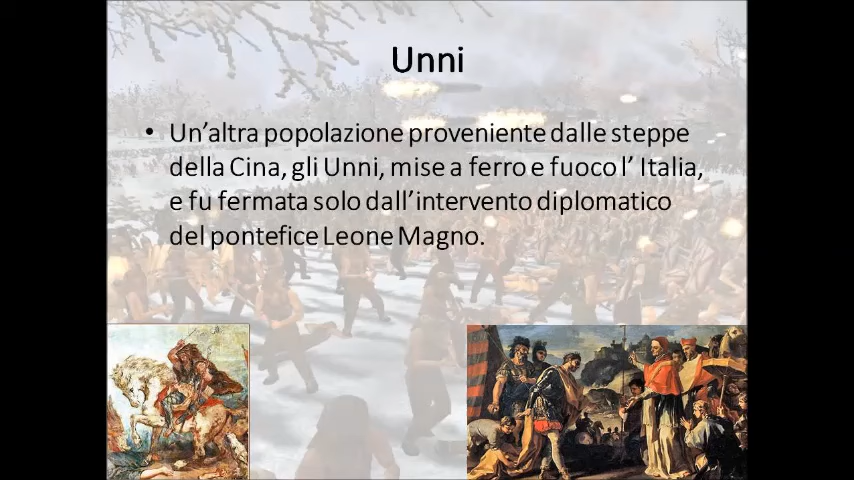 Unni
• Un'altra popolazione proveniente dalle steppe
della Cina, gli Unni, mise a ferro e fuoco l' Italia,
e fu fermata solo dall'intervento diplomatico
del pontefice Leone Magno.